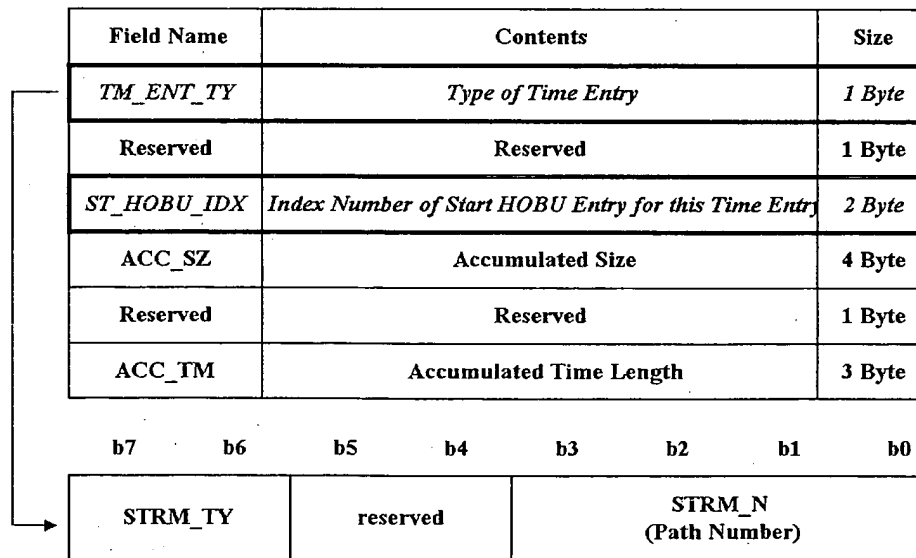 Field Name Contents Size
TM_ENT_TY Type of Time Entry 1 Byte
Reserved Reserved 1 Byte
ST_HOBU_IDX Index Number of Start HOBU Entry for this Time Entry 2 Byte
ACC_SZ Accumulated Size 4 Byte
Reserved Reserved 1 Byte
ACC_TM Accumulated Time Length 3 Byte
b7 b6 b5 b4 b3 b2 b1 b0
STRM_TY reserved STRM_N
(Path Number)